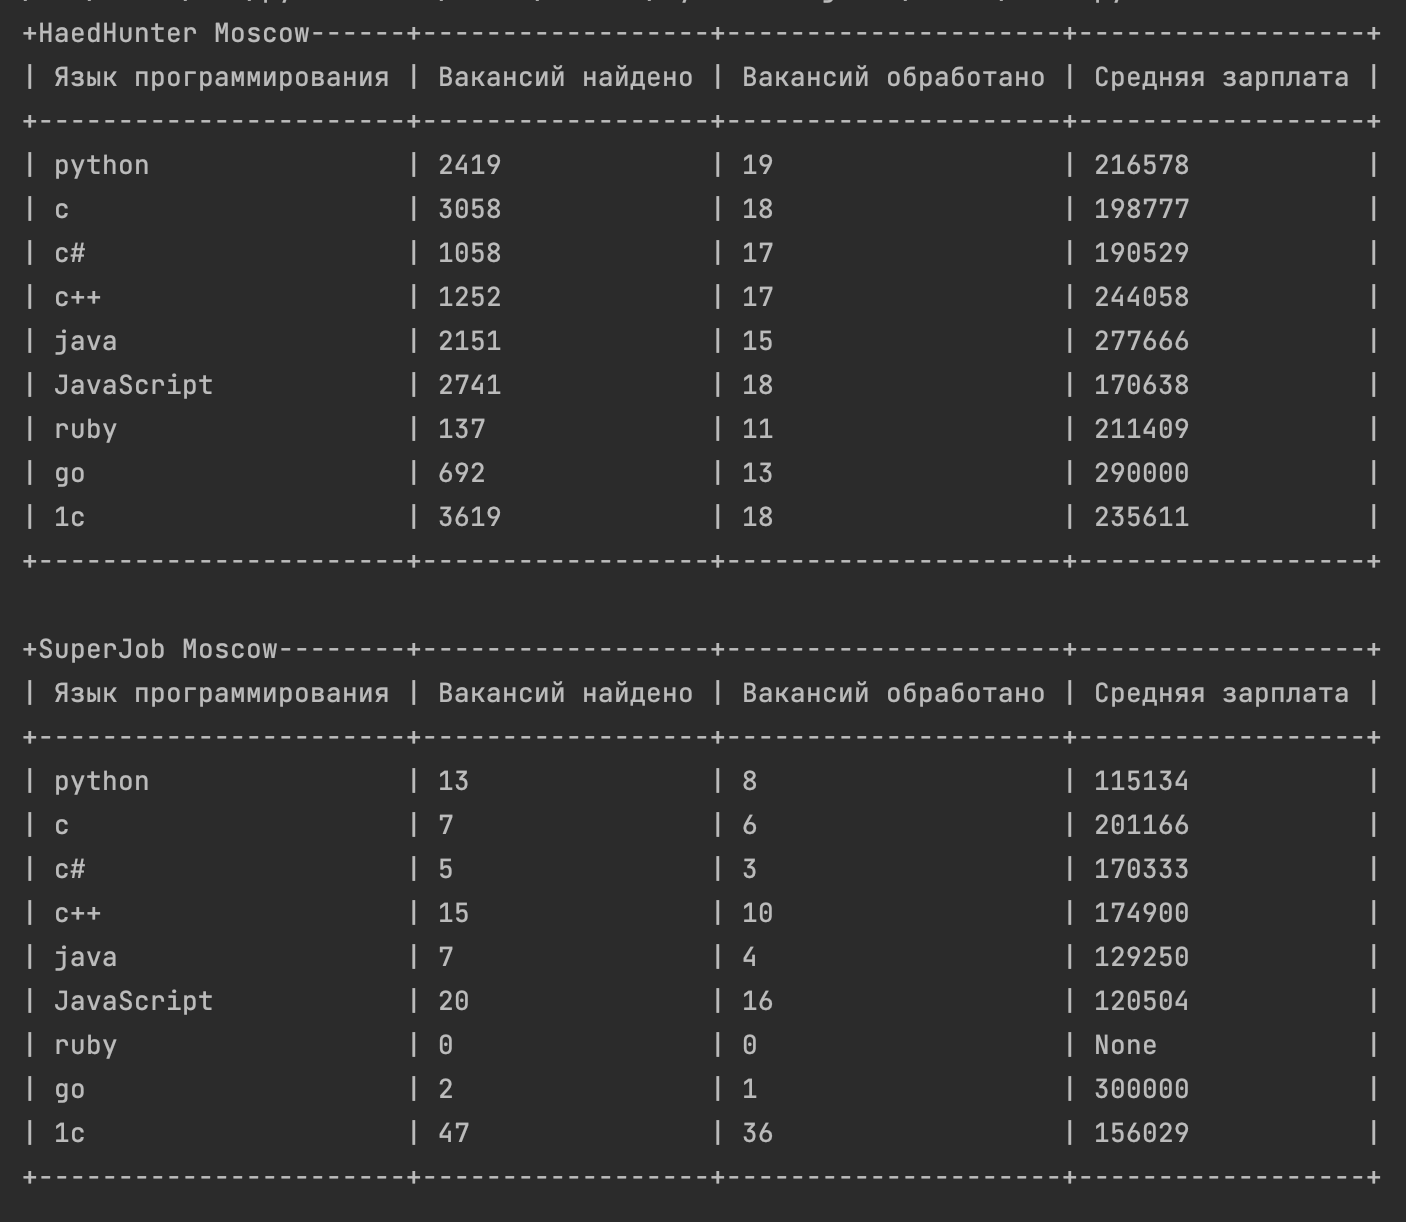 +HaedHunter Moscow------+------------------+---------------------+------------------+
| Язык программирования | Вакансий найдено | Вакансий обработано | Средняя зарплата |
+-----------------------+------------------+---------------------+------------------+
| python                | 2419             | 19                  | 216578           |
| c                     | 3058             | 18                  | 198777           |
| c#                    | 1058             | 17                  | 190529           |
| c++                   | 1252             | 17                  | 244058           |
| java                  | 2151             | 15                  | 277666           |
| JavaScript            | 2741             | 18                  | 170638           |
| ruby                  | 137              | 11                  | 211409           |
| go                    | 692              | 13                  | 290000           |
| 1c                    | 3619             | 18                  | 235611           |
+-----------------------+------------------+---------------------+------------------+
+SuperJob Moscow--------+------------------+---------------------+------------------+
| Язык программирования | Вакансий найдено | Вакансий обработано | Средняя зарплата |
+-----------------------+------------------+---------------------+------------------+
| python                | 13               | 8                   | 115134           |
| c                     | 7                | 6                   | 201166           |
| c#                    | 5                | 3                   | 170333           |
| c++                   | 15               | 10                  | 174900           |
| java                  | 7                | 4                   | 129250           |
| JavaScript            | 20               | 16                  | 120504           |
| ruby                  | 0                | 0                   | None             |
| go                    | 2                | 1                   | 300000           |
| 1c                    | 47               | 36                  | 156029           |
+-----------------------+------------------+---------------------+------------------+